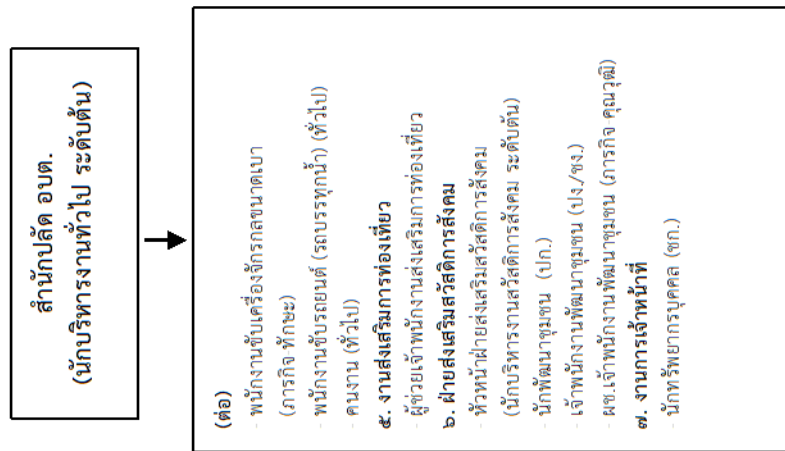 สำนักปลัด อบต.
(นักบริหารงานทั่วไป ระดับต้น)
(ต่อ)
- พนักงานขับเครื่องจักรกลขนาดเบา
(ภารกิจ ทักษะ)
- พนักงานขับรถยนต์ (รถบรรทุกน้ำ) (ทั่วไป)
- คนงาน (ทั่วไป)
๕. งานส่งเสริมการท่องเที่ยว
- ผู้ช่วยเจ้าพนักงานส่งเสริมการท่องเที่ยว
๖. ฝ่ายส่งเสริมสวัสดิการสังคม
- หัวหน้าฝ่ายส่งเสริมสวัสดิการสังคม
(นักบริหารงานสวัสดิการสังคม ระดับต้น)
- นักพัฒนาชุมชน (ปก.)
- เจ้าพนักงานพัฒนาชุมชน (ปง./ชง.)
- ผช.เจ้าพนักงานพัฒนาชุมชน (ภารกิจ คุณวุฒิ)
๗. งานการเจ้าหน้าที่
- นักทรัพยากรบุคคล (ชก.)